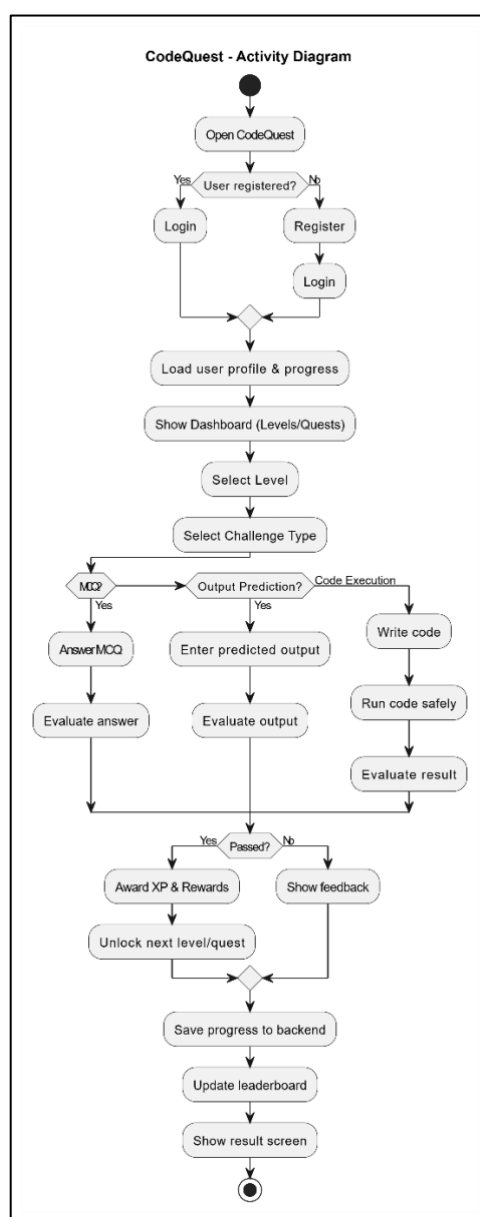 CodeQuest - Activity Diagram
Open CodeQuest
User registered?
Yes
No
Login
Register
Login
Load user profile & progress
Show Dashboard (Levels/Quests)
Select Level
Select Challenge Type
MCQ?
Yes
Output Prediction?
Yes
Code Execution
Answer MCQ
Enter predicted output
Write code
Evaluate answer
Evaluate output
Run code safely
Evaluate result
Passed?
Yes
No
Award XP & Rewards
Show feedback
Unlock next level/quest
Save progress to backend
Update leaderboard
Show result screen